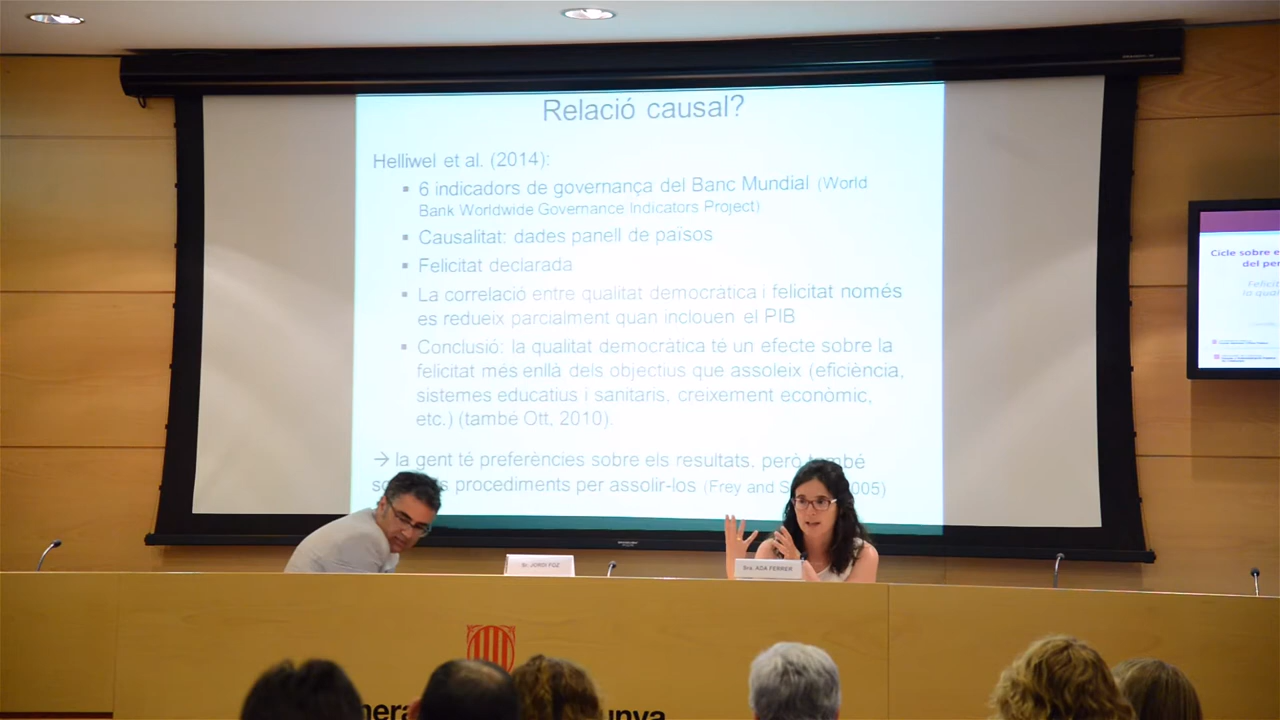 Relació causal?
Helliwel et al. (2014):
▪ 6 indicadors de governança del Banc Mundial (World
Bank Worldwide Governance Indicators Project)
▪ Causalitat: dades panell de països
▪ Felicitat declarada
▪ La correlació entre qualitat democràtica i felicitat només
es redueix parcialment quan inclouen el PIB
▪ Conclusió: la qualitat democràtica té un efecte sobre la
felicitat més enllà dels objectius que assoleix (eficiència,
sistemes educatius i sanitaris, creixement econòmic,
etc.) (també Ott, 2010).
→ la gent té preferències sobre els resultats, però també
procediments per assolir-los (Frey and
Cicle sobre
del
Sr. JORDI FOZ
Sra. ADA FERRER